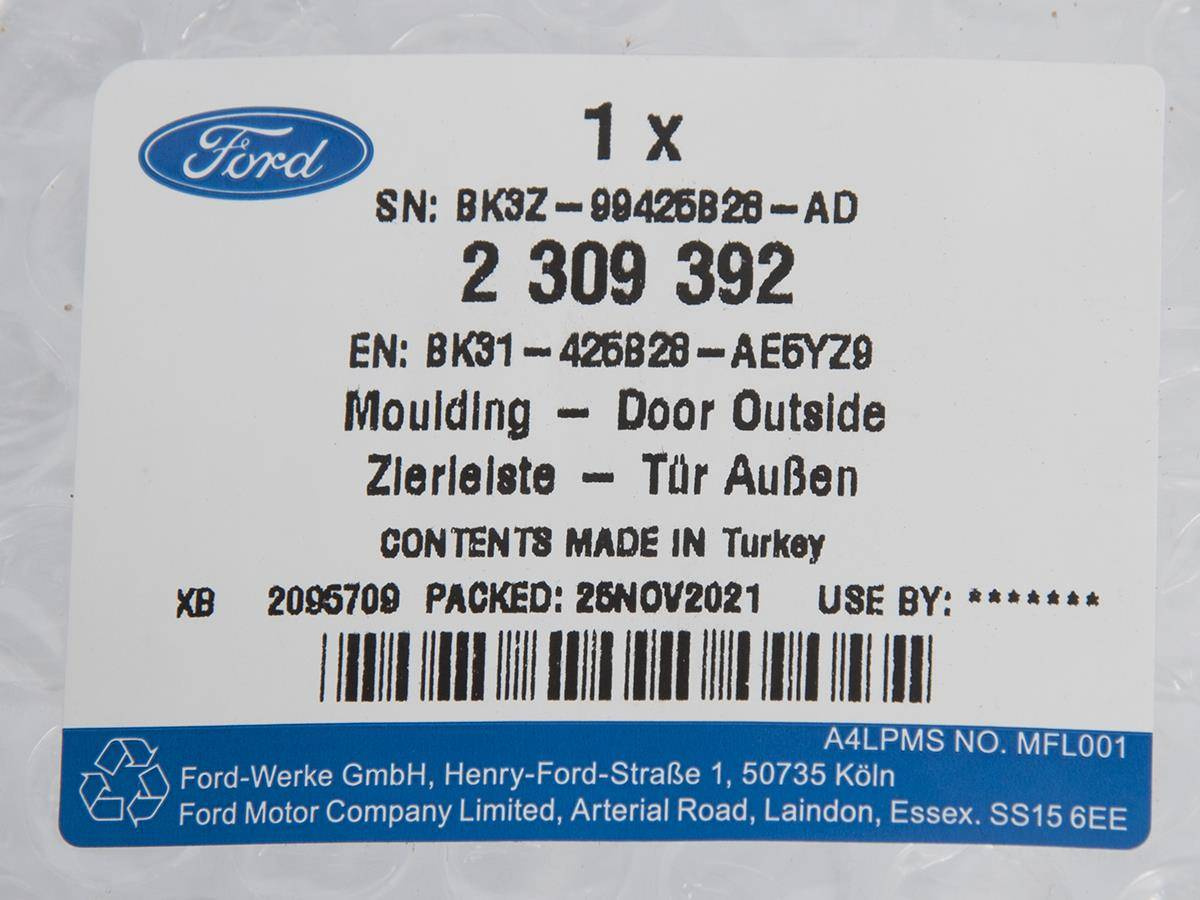 Ford
1 x
SN: BK3Z-99425B28-AD
2 309 392
EN: BK31-425B28-AE5YZ9
Moulding - Door Outside
Zierleiste - Tür Außen
CONTENTS MADE IN Turkey
XB 2095709 PACKED: 25NOV2021 USE BY: *******
A4LPMS NO. MFL001
Ford-Werke GmbH, Henry-Ford-Straße 1, 50735 Köln
Ford Motor Company Limited, Arterial Road, Laindon, Essex. SS15 6EE